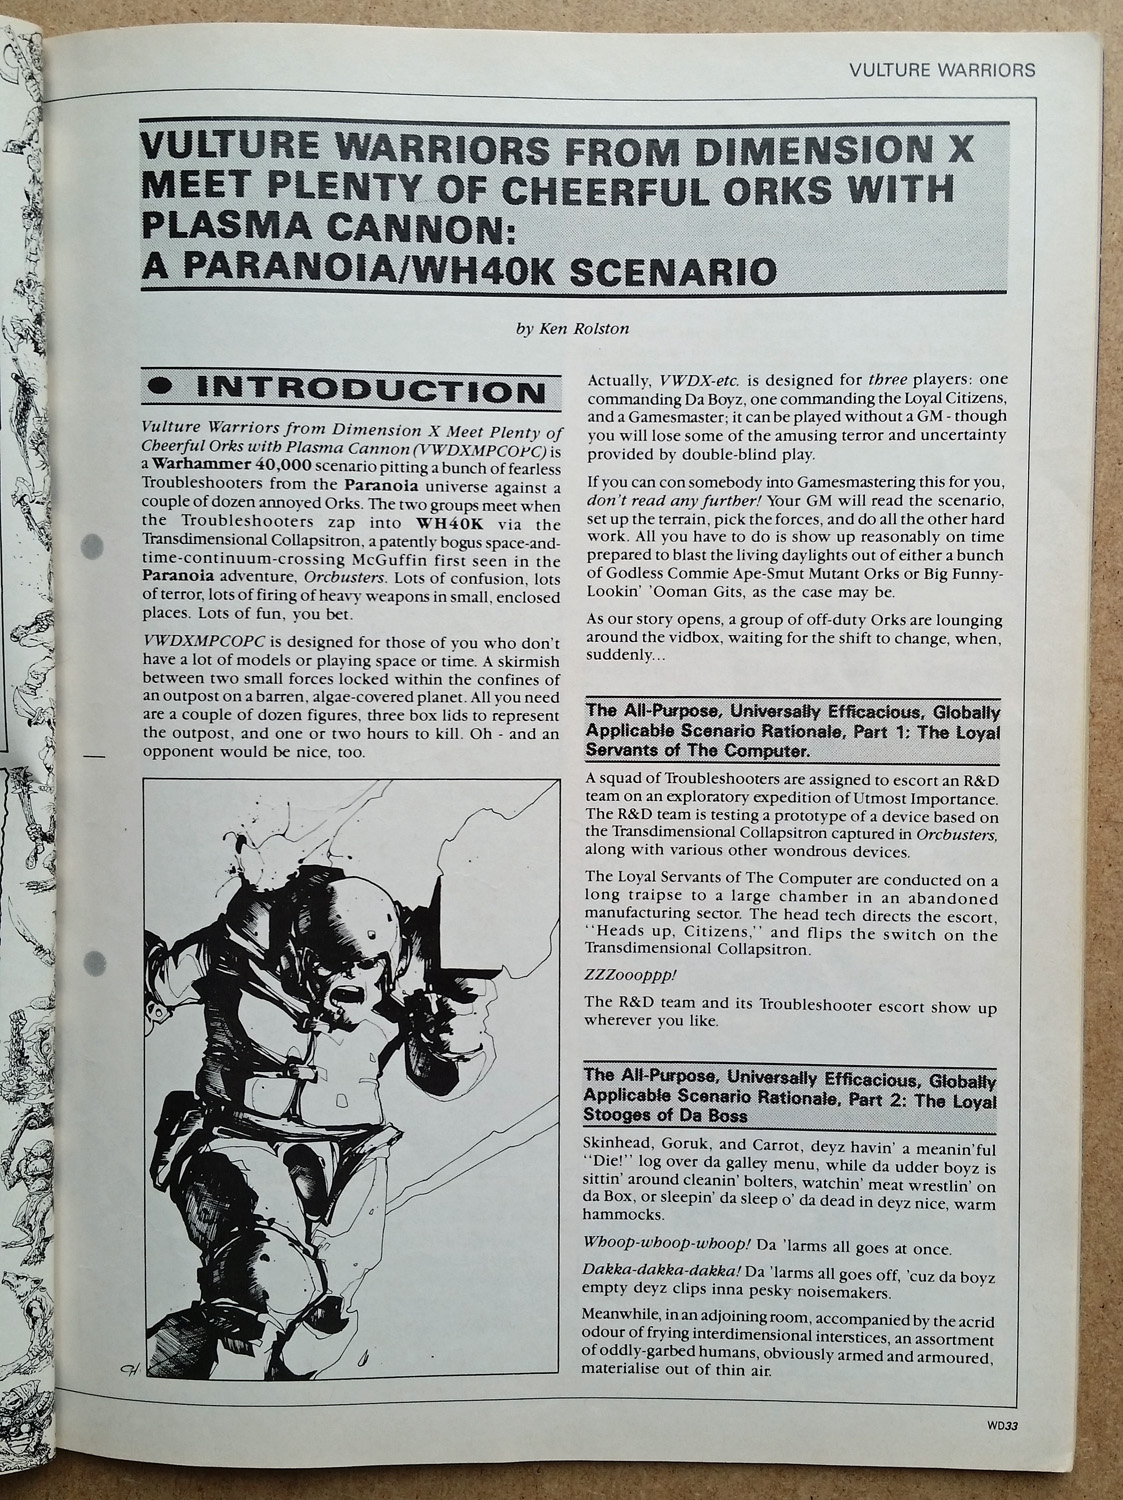 VULTURE WARRIORS
VULTURE WARRIORS FROM DIMENSION X
MEET PLENTY OF CHEERFUL ORKS WITH
PLASMA CANNON:
A PARANOIA/WH40K SCENARIO
by Ken Rolston
● INTRODUCTION
Vulture Warriors from Dimension X Meet Plenty of
Cheerful Orks with Plasma Cannon (VWDXMPCOPC) is
a Warhammer 40,000 scenario pitting a bunch of fearless
Troubleshooters from the Paranoia universe against a
couple of dozen annoyed Orks. The two groups meet when
the Troubleshooters zap into WH40K via the
Transdimensional Collapsitron, a patently bogus space-and-
time-continuum-crossing McGuffin first seen in the
Paranoia adventure, Orcbusters. Lots of confusion, lots
of terror, lots of firing of heavy weapons in small, enclosed
places. Lots of fun, you bet.
VWDXMPCOPC is designed for those of you who don't
have a lot of models or playing space or time. A skirmish
between two small forces locked within the confines of
an outpost on a barren, algae-covered planet. All you need
are a couple of dozen figures, three box lids to represent
the outpost, and one or two hours to kill. Oh - and an
opponent would be nice, too.
CH
Actually, VWDX-etc. is designed for three players: one
commanding Da Boyz, one commanding the Loyal Citizens,
and a Gamesmaster; it can be played without a GM - though
you will lose some of the amusing terror and uncertainty
provided by double-blind play.
If you can con somebody into Gamesmastering this for you,
don't read any further! Your GM will read the scenario,
set up the terrain, pick the forces, and do all the other hard
work. All you have to do is show up reasonably on time
prepared to blast the living daylights out of either a bunch
of Godless Commie Ape-Smut Mutant Orks or Big Funny-
Lookin' 'Ooman Gits, as the case may be.
As our story opens, a group of off-duty Orks are lounging
around the vidbox, waiting for the shift to change, when,
suddenly...
The All-Purpose, Universally Efficacious, Globally
Applicable Scenario Rationale, Part 1: The Loyal
Servants of The Computer.
A squad of Troubleshooters are assigned to escort an R&D
team on an exploratory expedition of Utmost Importance.
The R&D team is testing a prototype of a device based on
the Transdimensional Collapsitron captured in Orcbusters,
along with various other wondrous devices.
The Loyal Servants of The Computer are conducted on a
long traipse to a large chamber in an abandoned
manufacturing sector. The head tech directs the escort,
"Heads up, Citizens," and flips the switch on the
Transdimensional Collapsitron.
ZZZoooppp!
The R&D team and its Troubleshooter escort show up
wherever you like.
The All-Purpose, Universally Efficacious, Globally
Applicable Scenario Rationale, Part 2: The Loyal
Stooges of Da Boss
Skinhead, Goruk, and Carrot, deyz havin' a meanin'ful
"Die!" log over da galley menu, while da udder boyz is
sittin' around cleanin' bolters, watchin' meat wrestlin' on
da Box, or sleepin' da sleep o' da dead in deyz nice, warm
hammocks.
Whoop-whoop-whoop! Da 'larms all goes at once.
Dakka-dakka-dakka! Da 'larms all goes off, 'cuz da boyz
empty deyz clips inna pesky noisemakers.
Meanwhile, in an adjoining room, accompanied by the acrid
odour of frying interdimensional interstices, an assortment
of oddly-garbed humans, obviously armed and armoured,
materialise out of thin air.
WD33